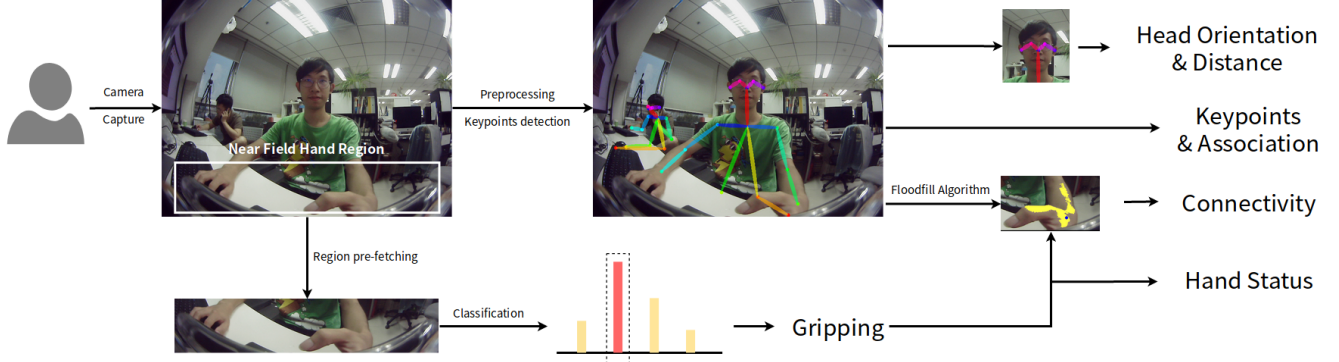 Camera
Capture
Near Field Hand Region
Preprocessing
Keypoints detection
Head Orientation
& Distance
Keypoints
& Association
Floodfill Algorithm
Connectivity
Region pre-fetching
Classification
Gripping
Hand Status